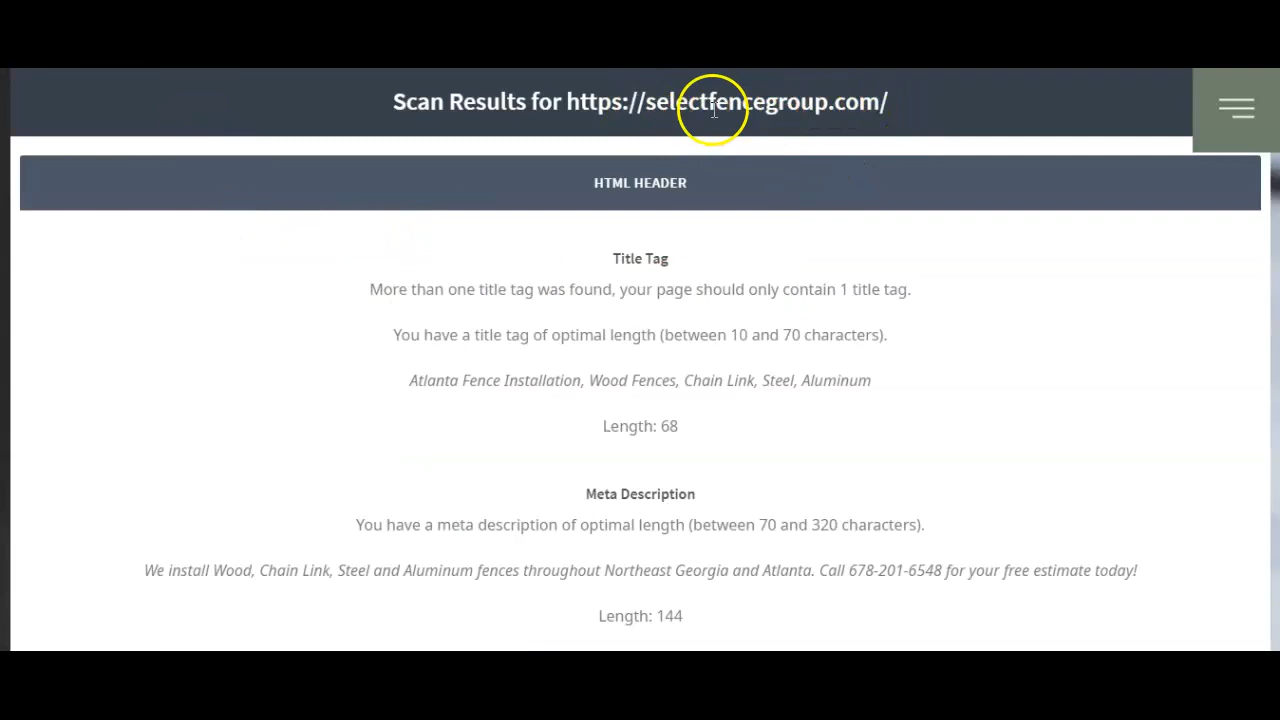 Scan Results for https://selectfencegroup.com/
HTML HEADER
Title Tag
More than one title tag was found, your page should only contain 1 title tag.
You have a title tag of optimal length (between 10 and 70 characters).
Atlanta Fence Installation, Wood Fences, Chain Link, Steel, Aluminum
Length: 68
Meta Description
You have a meta description of optimal length (between 70 and 320 characters).
We install Wood, Chain Link, Steel and Aluminum fences throughout Northeast Georgia and Atlanta. Call 678-201-6548 for your free estimate today!
Length: 144